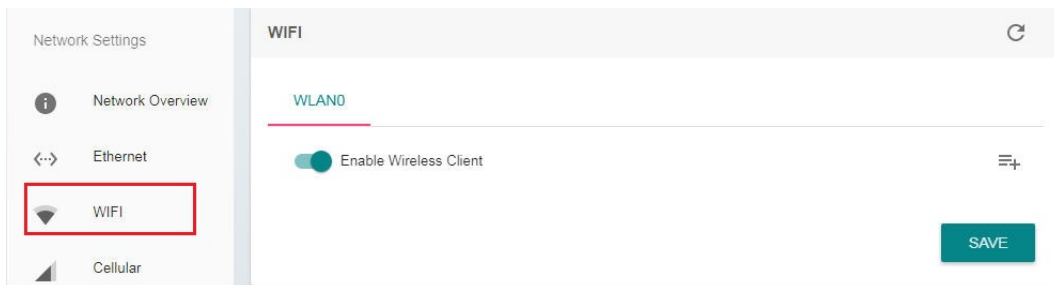 Network Settings
Network Overview
Ethernet
WIFI
Cellular
WIFI
WLAN0
Enable Wireless Client
SAVE